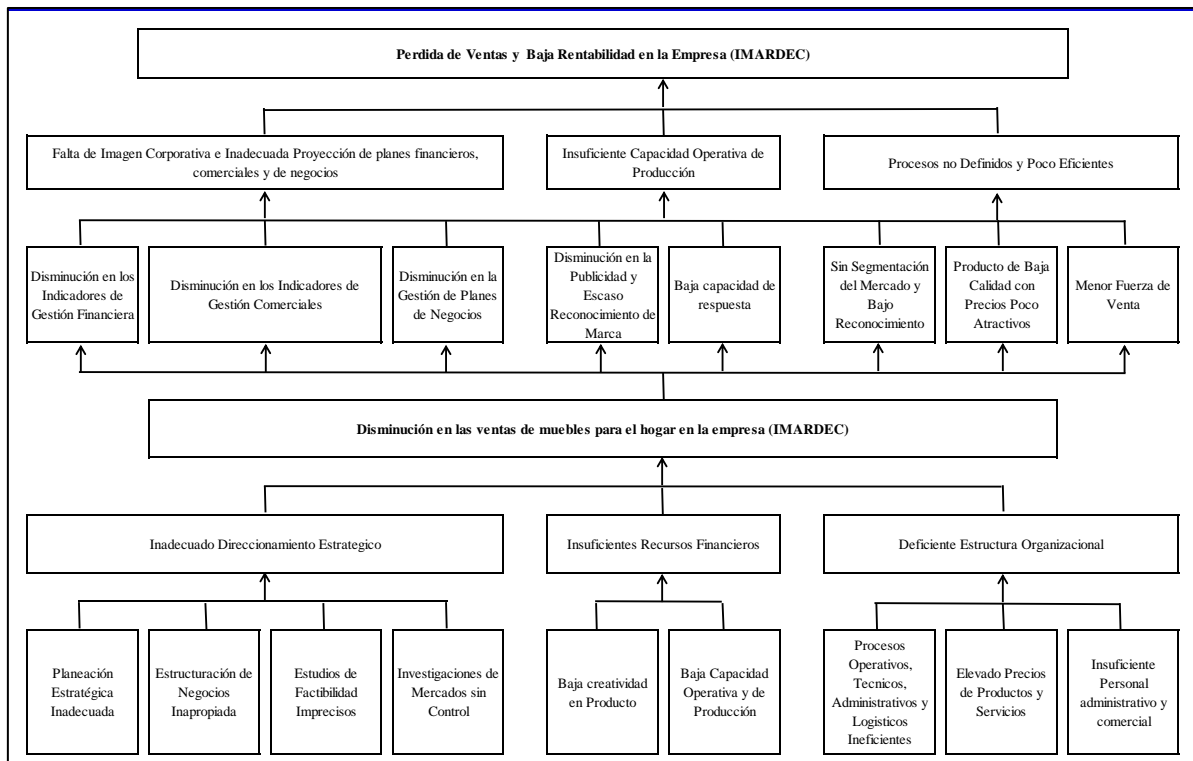 Perdida de Ventas y Baja Rentabilidad en la Empresa (IMARDEC)
Falta de Imagen Corporativa e Inadecuada Proyección de planes financieros,
comerciales y de negocios
Insuficiente Capacidad Operativa de
Producción
Procesos no Definidos y Poco Eficientes
Disminución en los
Indicadores de
Gestión Financiera
Disminución en los Indicadores de
Gestión Comerciales
Disminución en la
Gestión de Planes
de Negocios
Disminución en la
Publicidad y
Escaso
Reconocimiento de
Marca
Baja capacidad de
respuesta
Sin Segmentación
del Mercado y
Bajo
Reconocimiento
Producto de Baja
Calidad con
Precios Poco
Atractivos
Menor Fuerza de
Venta
Disminución en las ventas de muebles para el hogar en la empresa (IMARDEC)
Inadecuado Direccionamiento Estrategico
Insuficientes Recursos Financieros
Deficiente Estructura Organizacional
Planeación
Estratégica
Inadecuada
Estructuración de
Negocios
Inapropiada
Estudios de
Factibilidad
Imprecisos
Investigaciones de
Mercados sin
Control
Baja creatividad
en Producto
Baja Capacidad
Operativa y de
Producción
Procesos
Operativos,
Tecnicos,
Administrativos y
Logisticos
Ineficientes
Elevado Precios
de Productos y
Servicios
Insuficiente
Personal
administrativo y
comercial